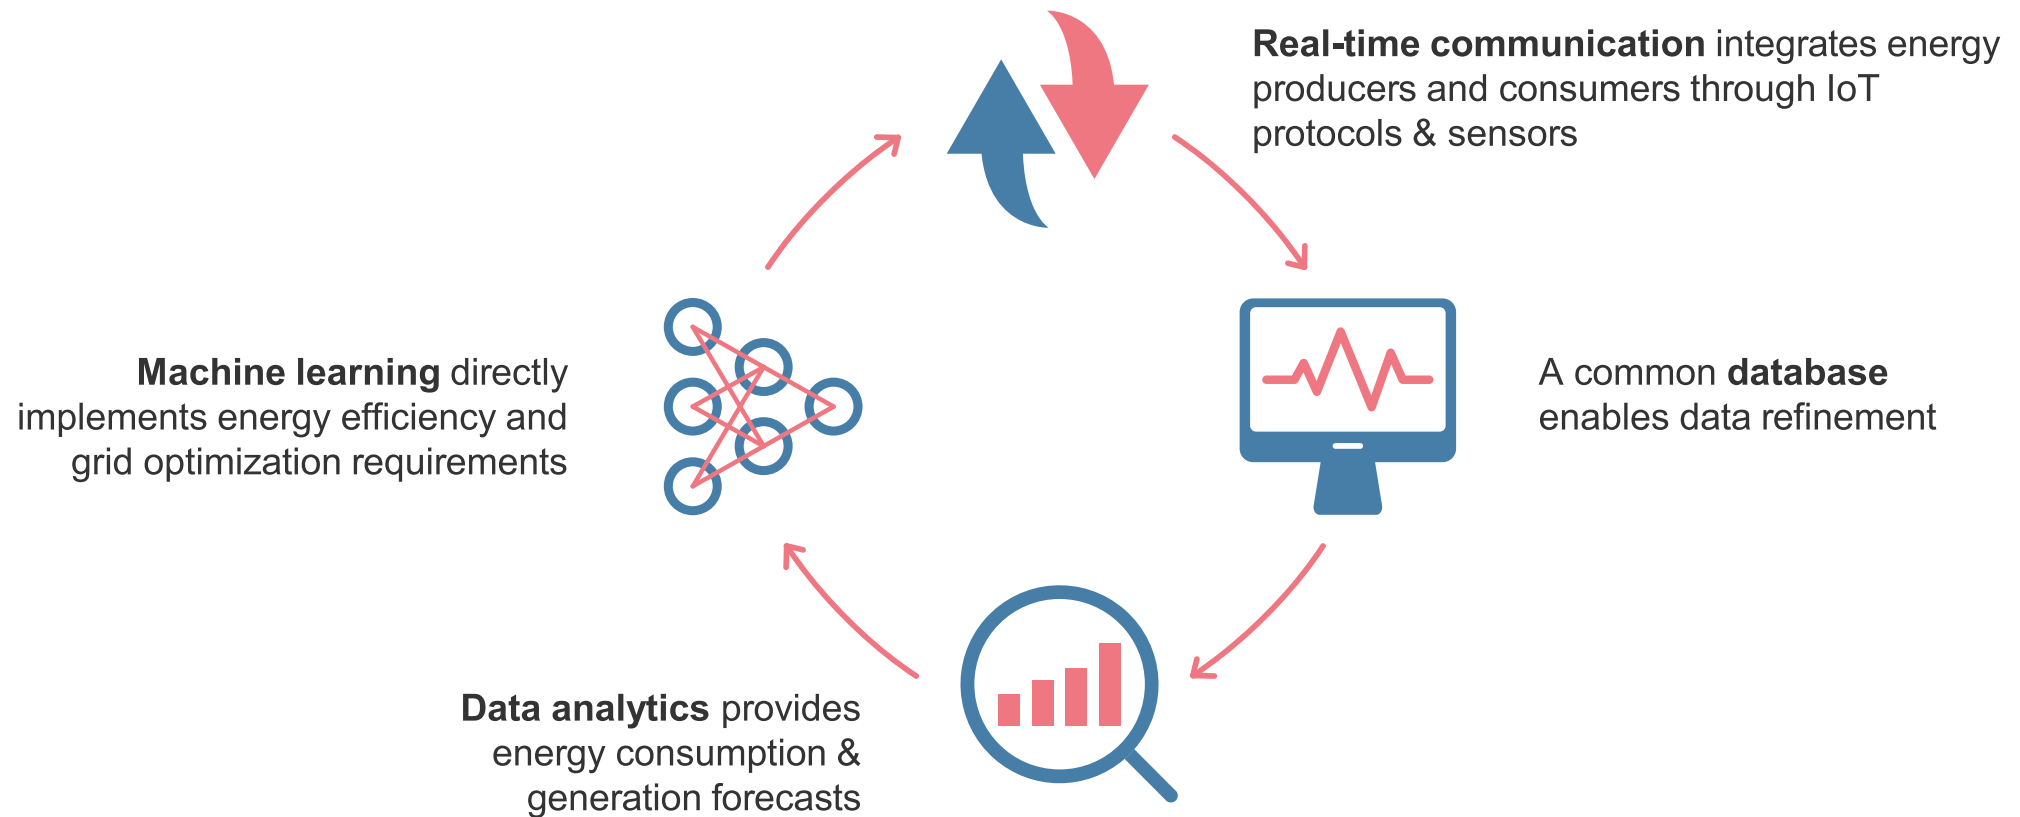 Real-time communication integrates energy
producers and consumers through IoT
protocols & sensors
A common database
enables data refinement
Data analytics provides
energy consumption &
generation forecasts
Machine learning directly
implements energy efficiency and
grid optimization requirements